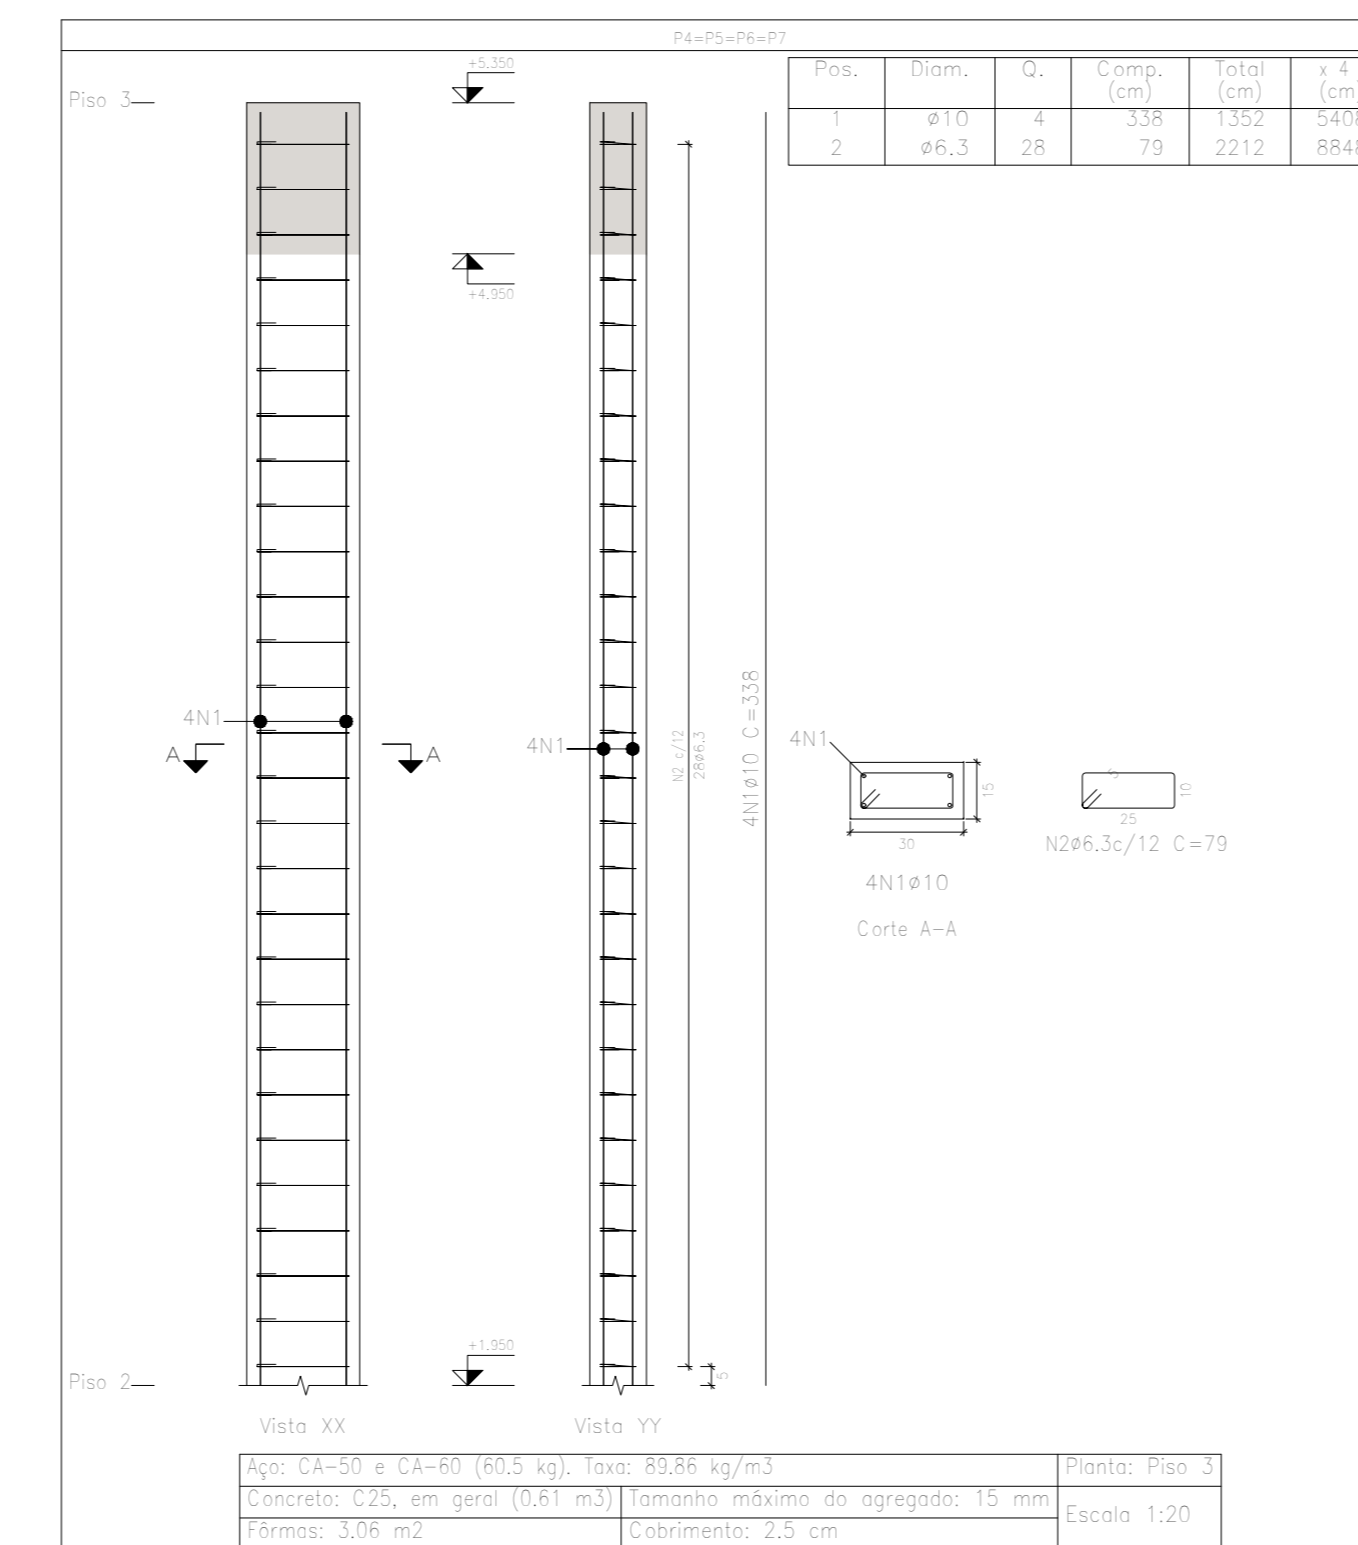 P4=P5=P6=P7
Pos. Diam. Q. Comp. (cm) Total (cm) x 4 (cm
1 ø10 4 338 1352 5408
2 ø6.3 28 79 2212 8848
Piso 3
+5.350
+4.950
4N1
A A
4N1
N2 c/12
28ø6.3
4N1ø10 C=338
4N1
15
30
4N1ø10
Corte A-A
5
10
25
N2ø6.3c/12 C=79
+1.950
5
Piso 2
Vista XX
Vista YY
Aço: CA-50 e CA-60 (60.5 kg). Taxa: 89.86 kg/m3
Planta: Piso 3
Concreto: C25, em geral (0.61 m3) Tamanho máximo do agregado: 15 mm
Escala 1:20
Fôrmas: 3.06 m2 Cobrimento: 2.5 cm